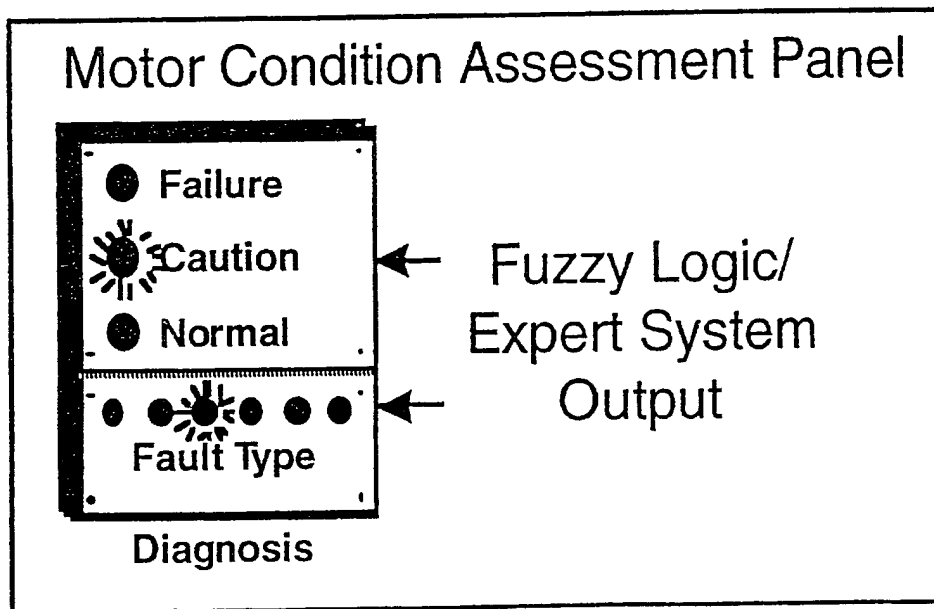 Motor Condition Assessment Panel
Failure
Caution
Normal
Fault Type
Diagnosis
Fuzzy Logic/
Expert System
Output